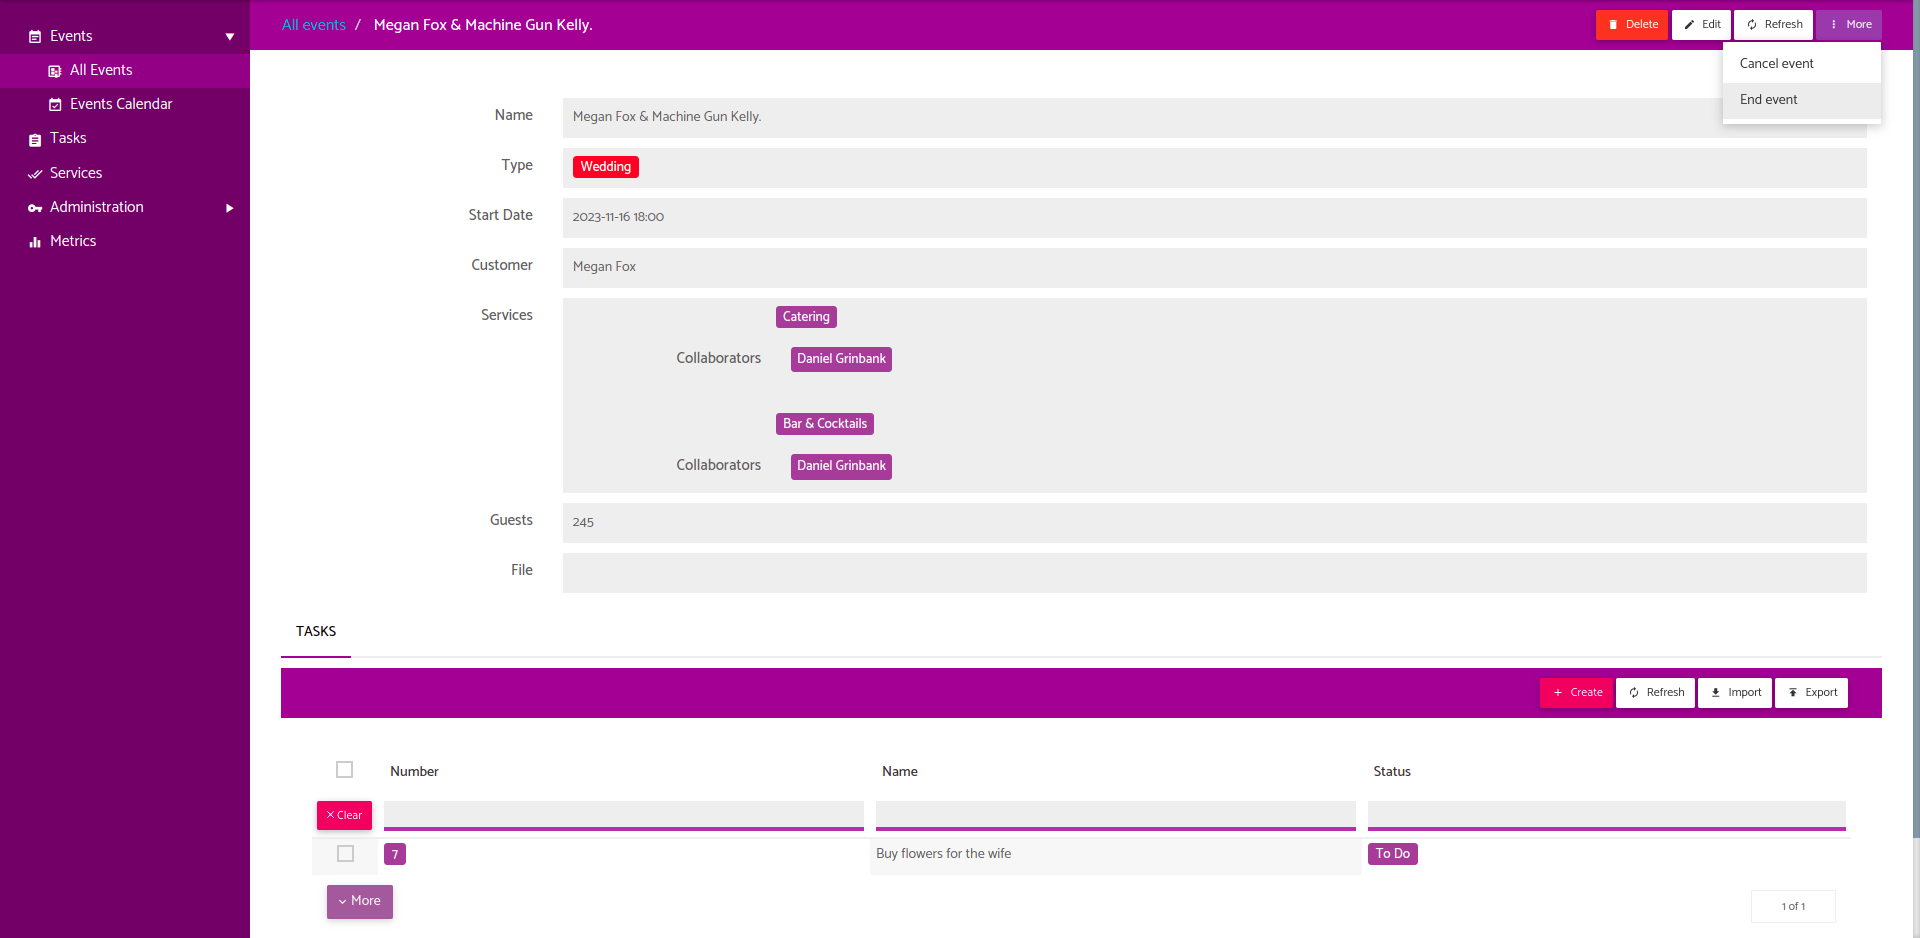 Events
All Events
Events Calendar
Tasks
Services
Administration
Metrics
All events / Megan Fox & Machine Gun Kelly.
Delete Edit Refresh More
Cancel event
End event
Name Megan Fox & Machine Gun Kelly.
Type Wedding
Start Date 2023-11-16 18:00
Customer Megan Fox
Services Catering
Collaborators Daniel Grinbank
Bar & Cocktails
Collaborators Daniel Grinbank
Guests 245
File
TASKS
+ Create Refresh Import Export
Number Name Status
× Clear
7 Buy flowers for the wife To Do
More
1 of 1